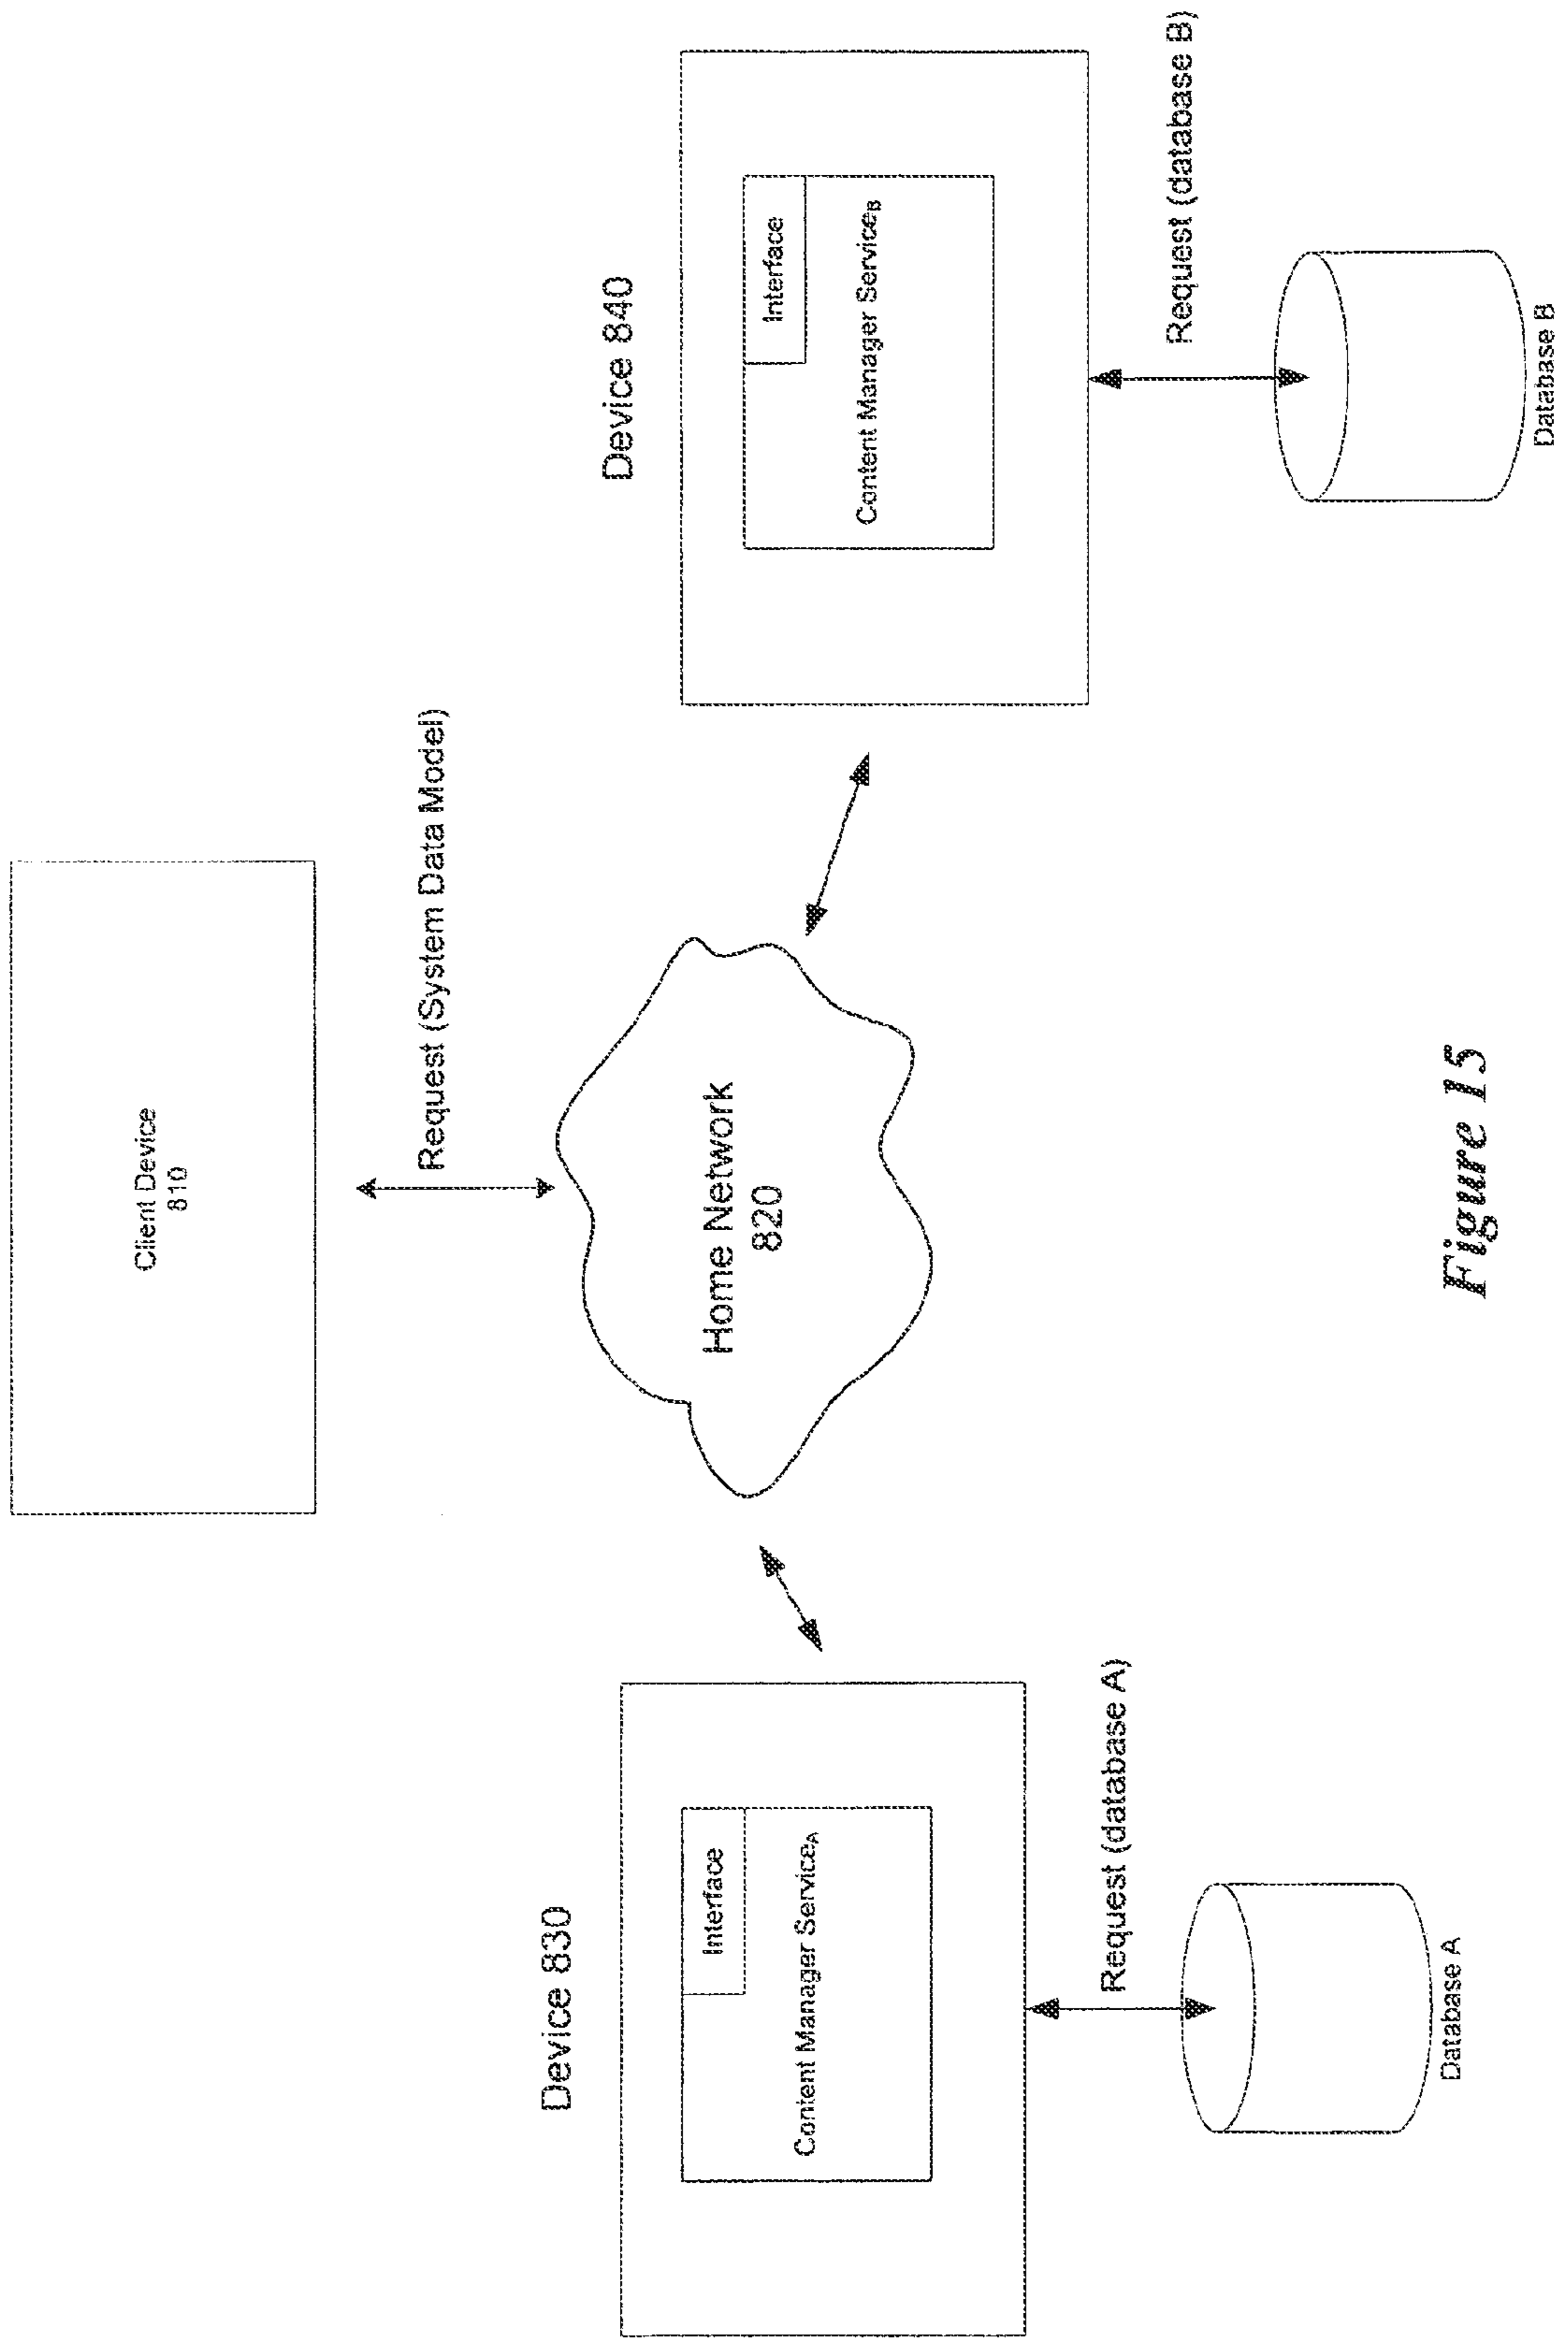 Client Device
810
Request (System Data Model)
Home Network
820
Device 830
Interface
Content Manager ServiceA
Request (database A)
Database A
Device 840
Interface
Content Manager ServiceB
Request (database B)
Database B
Figure 15